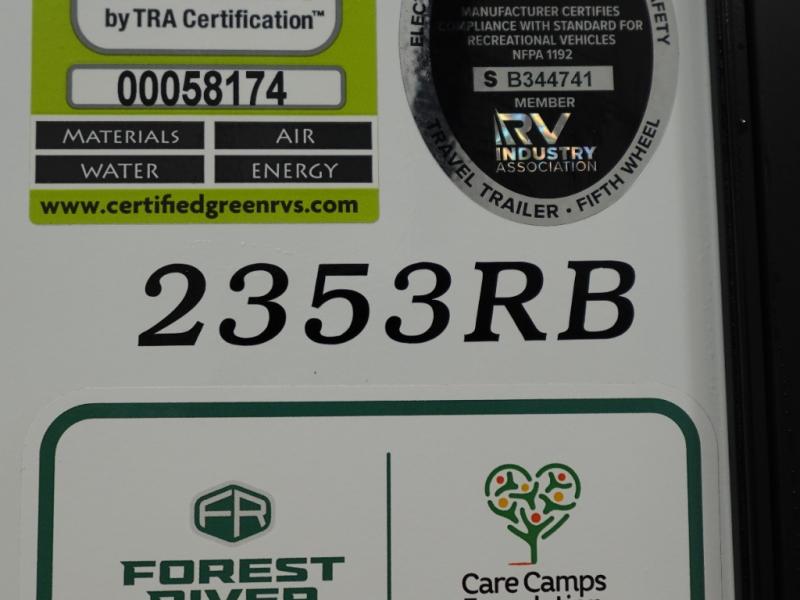 by TRA Certification™
00058174
MATERIALS
AIR
WATER
ENERGY
www.certifiedgreenrvs.com
MANUFACTURER CERTIFIES
COMPLIANCE WITH STANDARD FOR
RECREATIONAL VEHICLES
NFPA 1192
S B344741
MEMBER
RV
INDUSTRY
ASSOCIATION
TRAVEL TRAILER • FIFTH WHEEL
2353RB
FR
FOREST
RIVER
Care Camps